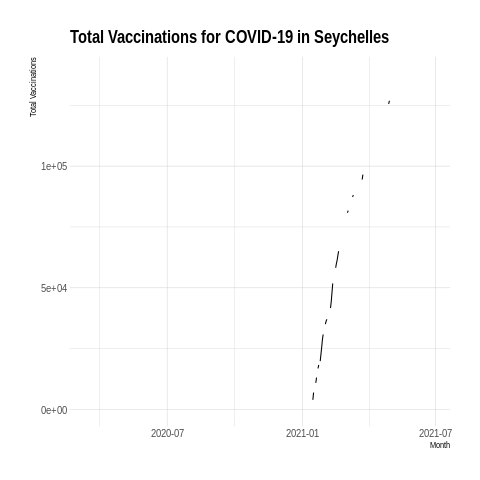 Total Vaccinations for COVID-19 in Seychelles
Total Vaccinations
1e+05
5e+04
0e+00
2020-07
2021-01
2021-07
Month